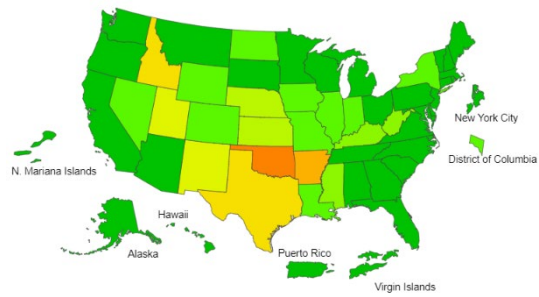 New York City
District of Columbia
N. Mariana Islands
Hawaii
Alaska
Puerto Rico
Virgin Islands